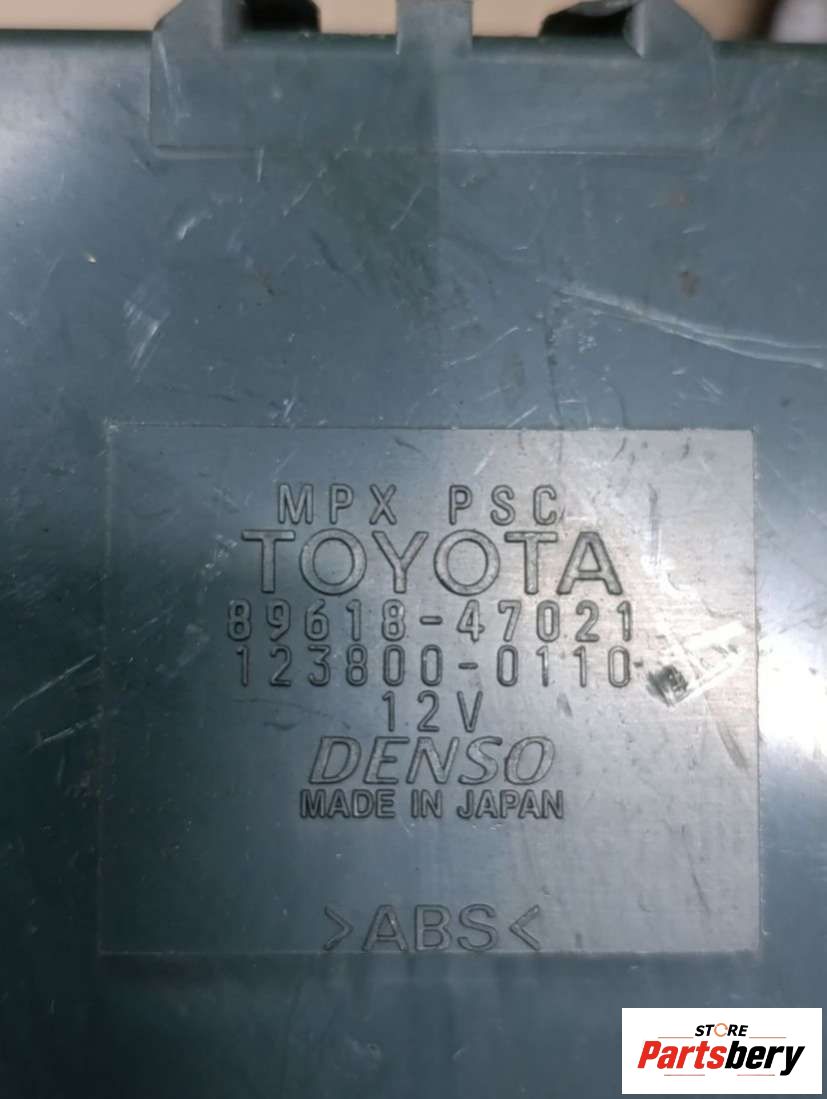 MPX PSC
TOYOTA
89618-47021
123800-0110
12V
DENSO
MADE IN JAPAN
>ABS<
STORE
Partsbery